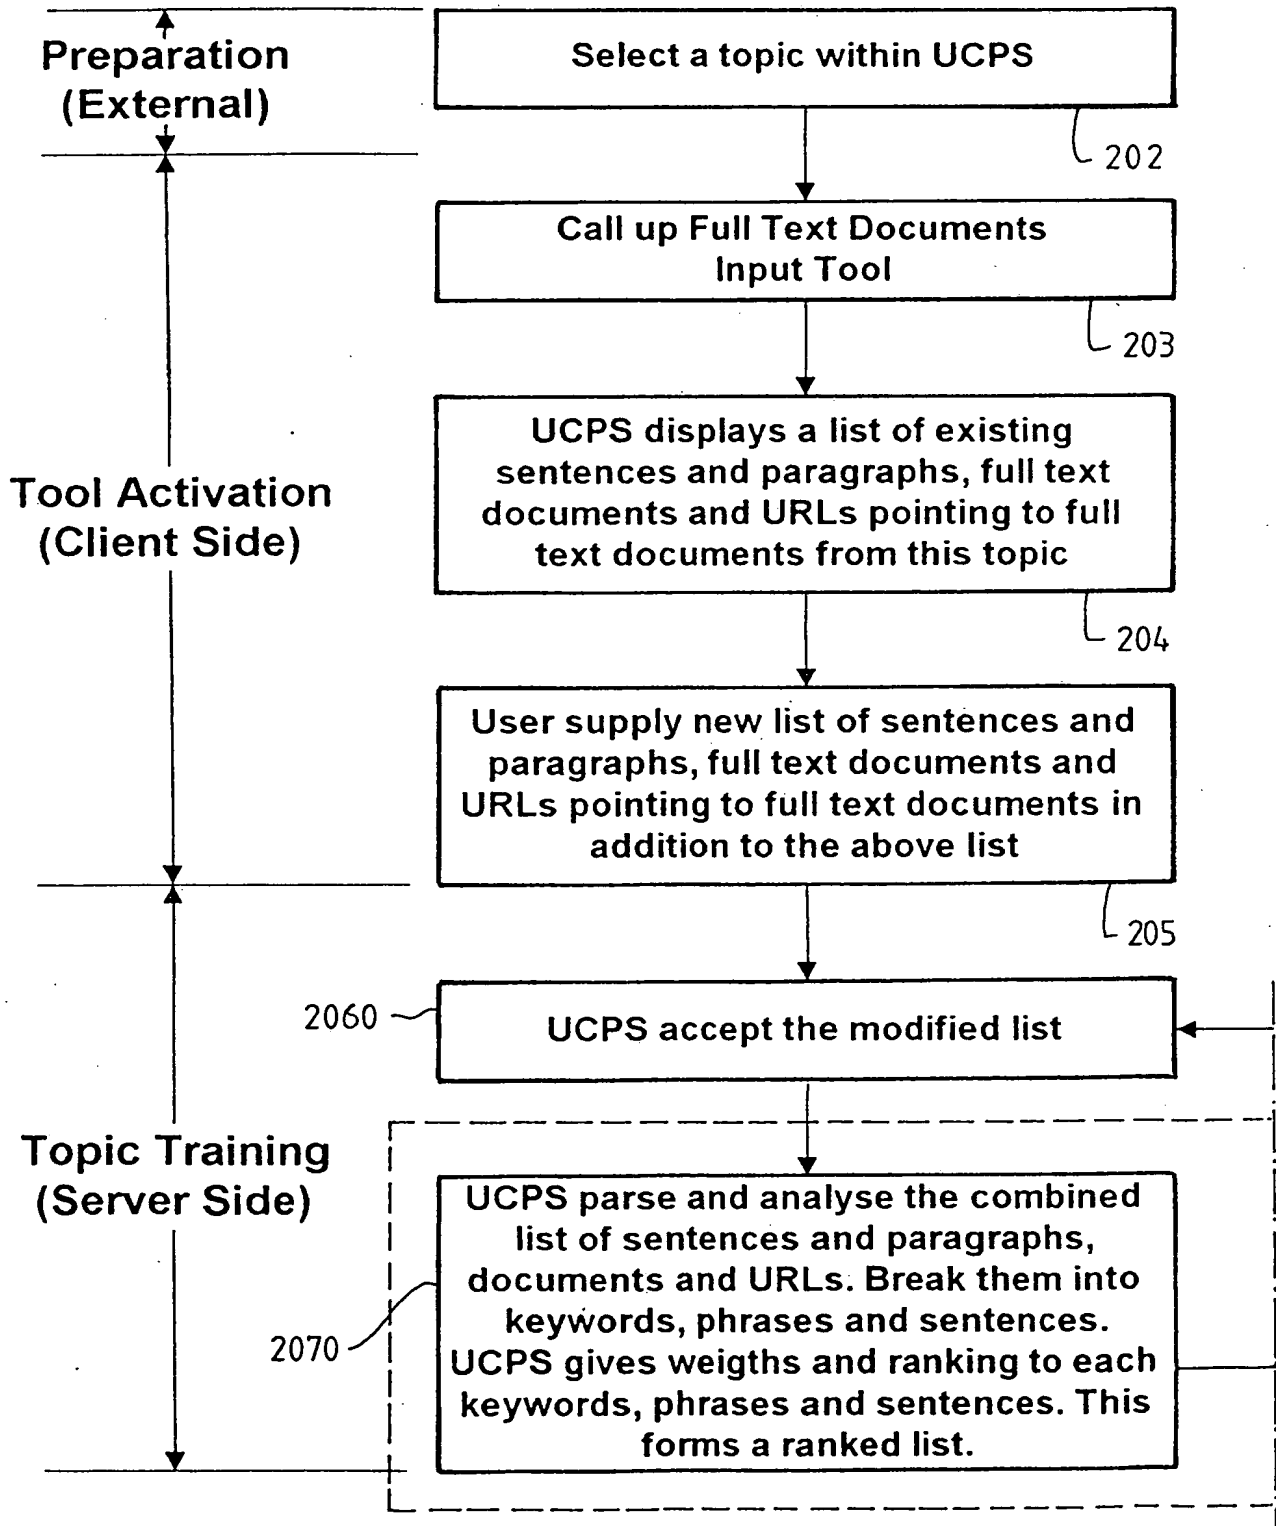 Preparation
(External)
Select a topic within UCPS
202
Call up Full Text Documents
Input Tool
203
Tool Activation
(Client Side)
UCPS displays a list of existing
sentences and paragraphs, full text
documents and URLs pointing to full
text documents from this topic
204
User supply new list of sentences and
paragraphs, full text documents and
URLs pointing to full text documents in
addition to the above list
205
2060
UCPS accept the modified list
Topic Training
(Server Side)
UCPS parse and analyse the combined
list of sentences and paragraphs,
documents and URLs. Break them into
keywords, phrases and sentences.
UCPS gives weigths and ranking to each
keywords, phrases and sentences. This
forms a ranked list.
2070